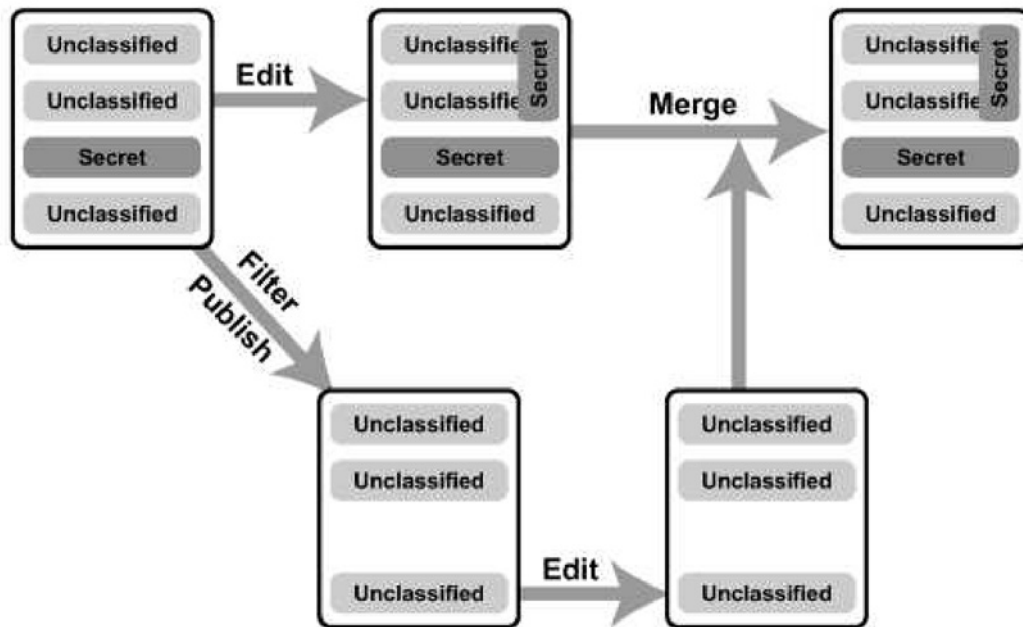 Unclassified
Unclassified
Secret
Unclassified
Edit
Unclassifie
Unclassifie
Secret
Secret
Unclassified
Merge
Unclassifie
Unclassifie
Secret
Secret
Unclassified
Filter
Publish
Unclassified
Unclassified
Unclassified
Edit
Unclassified
Unclassified
Unclassified